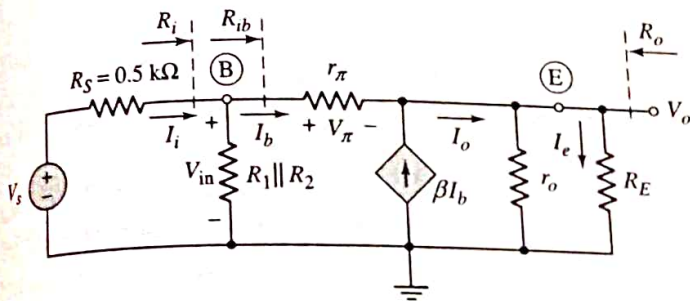 R_i
R_ib
R_o
R_S = 0.5 kΩ
B
r_π
E
V_o
I_i
+
I_b
+ V_π −
I_o
I_e
V_s
+
−
V_in
R_1 || R_2
βI_b
r_o
R_E
−